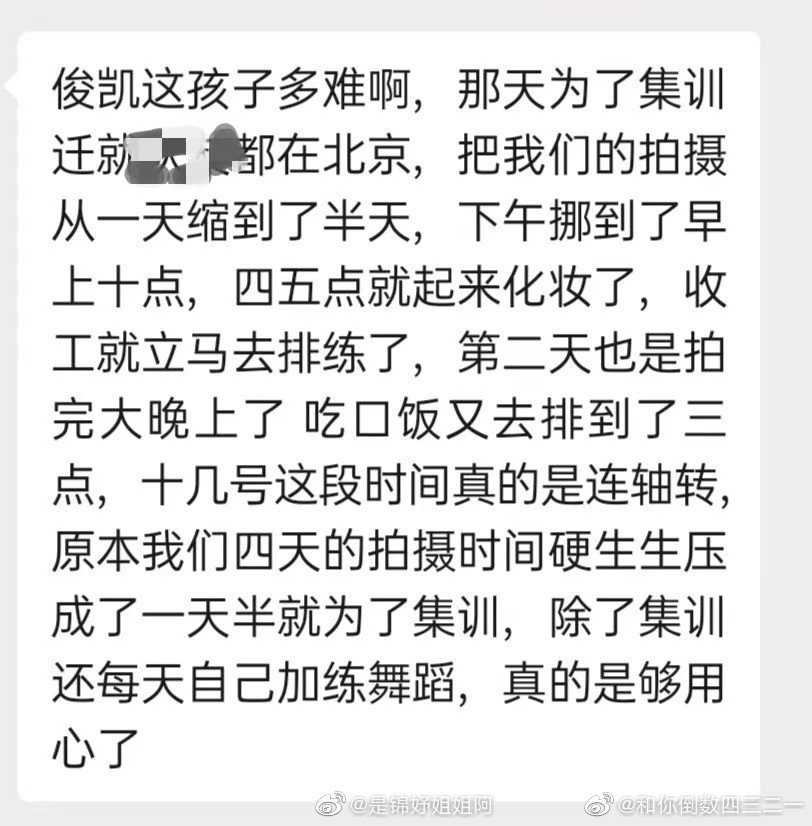 俊凯这孩子多难啊，那天为了集训
迁就都在北京，把我们的拍摄
从一天缩到了半天，下午挪到了早
上十点，四五点就起来化妆了，收
工就立马去排练了，第二天也是拍
完大晚上了 吃口饭又去排到了三
点，十几号这段时间真的是连轴转，
原本我们四天的拍摄时间硬生生压
成了一天半就为了集训，除了集训
还每天自己加练舞蹈，真的是够用
心了
@是锦妤姐姐阿 @和你倒数四三二一